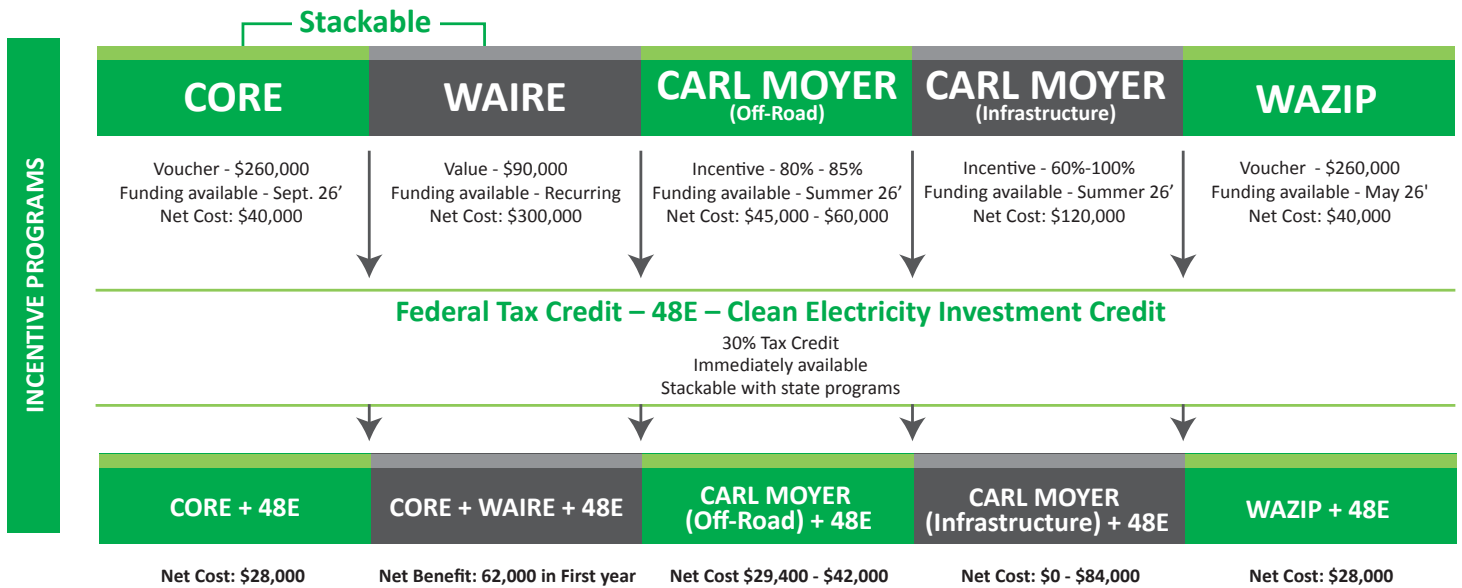 Stackable
INCENTIVE PROGRAMS
CORE
WAIRE
CARL MOYER
(Off-Road)
CARL MOYER
(Infrastructure)
WAZIP
Voucher - $260,000
Funding available - Sept. 26’
Net Cost: $40,000
Value - $90,000
Funding available - Recurring
Net Cost: $300,000
Incentive - 80% - 85%
Funding available - Summer 26’
Net Cost: $45,000 - $60,000
Incentive - 60%-100%
Funding available - Summer 26’
Net Cost: $120,000
Voucher - $260,000
Funding available - May 26'
Net Cost: $40,000
Federal Tax Credit – 48E – Clean Electricity Investment Credit
30% Tax Credit
Immediately available
Stackable with state programs
CORE + 48E
CORE + WAIRE + 48E
CARL MOYER
(Off-Road) + 48E
CARL MOYER
(Infrastructure) + 48E
WAZIP + 48E
Net Cost: $28,000
Net Benefit: 62,000 in First year
Net Cost $29,400 - $42,000
Net Cost: $0 - $84,000
Net Cost: $28,000